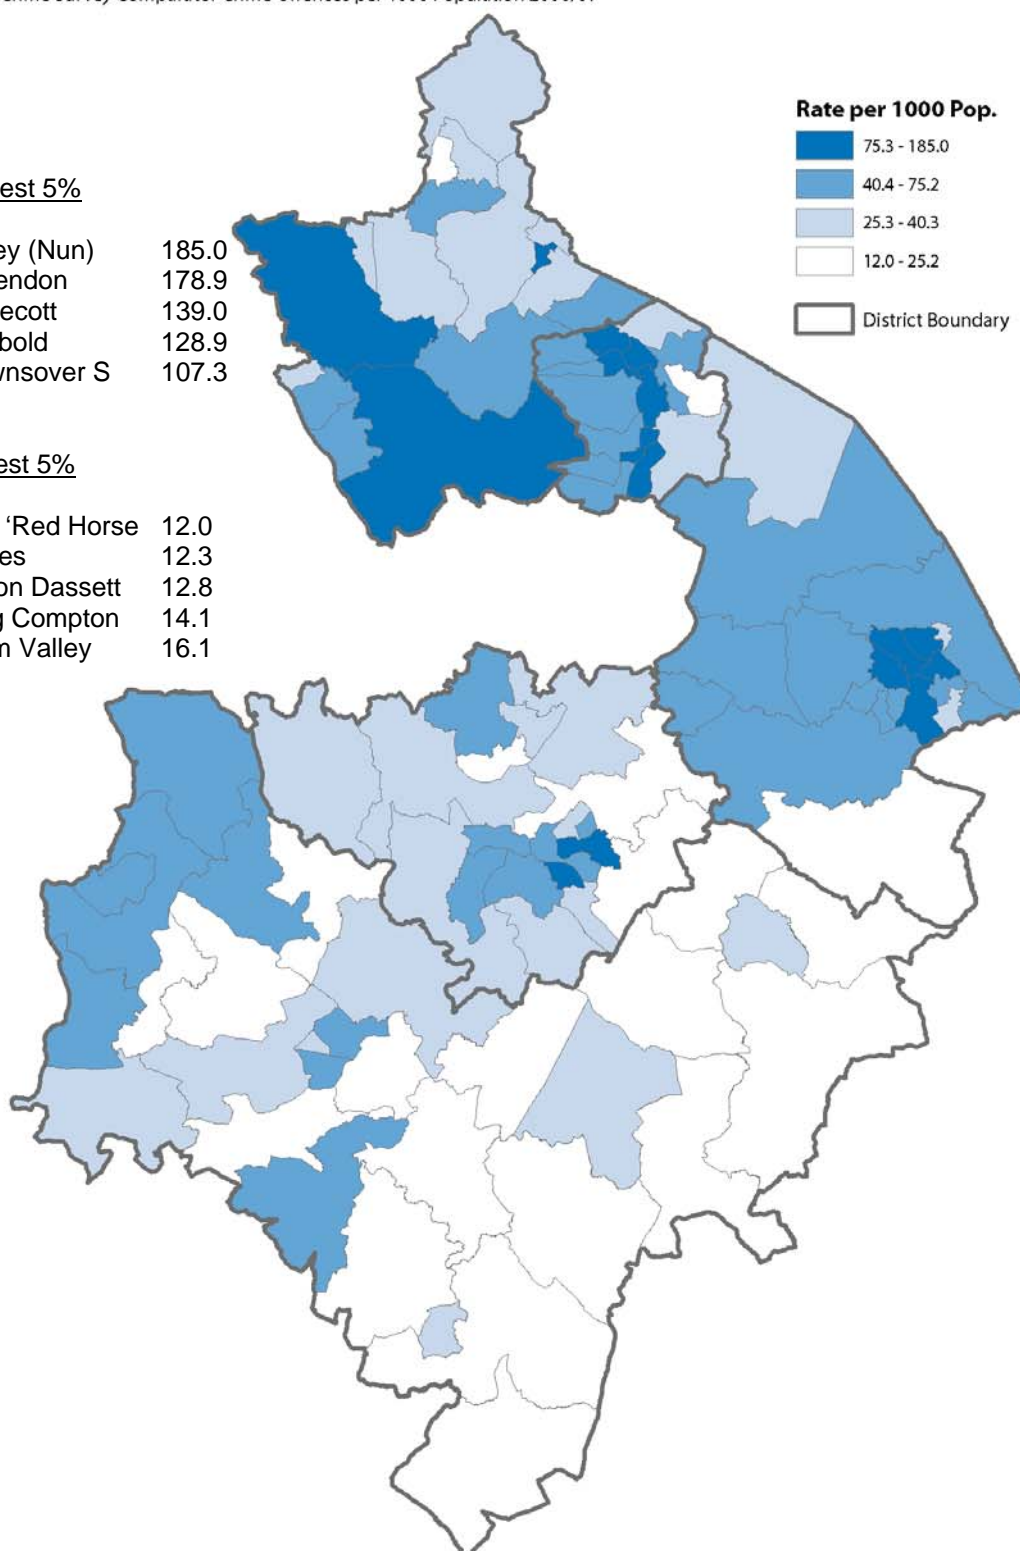 Rate per 1000 Pop.
75.3 - 185.0
40.4 - 75.2
25.3 - 40.3
12.0 - 25.2
District Boundary
est 5%
ey (Nun) 185.0
endon 178.9
ecott 139.0
bold 128.9
wnsover S 107.3
est 5%
‘Red Horse 12.0
es 12.3
on Dassett 12.8
g Compton 14.1
m Valley 16.1